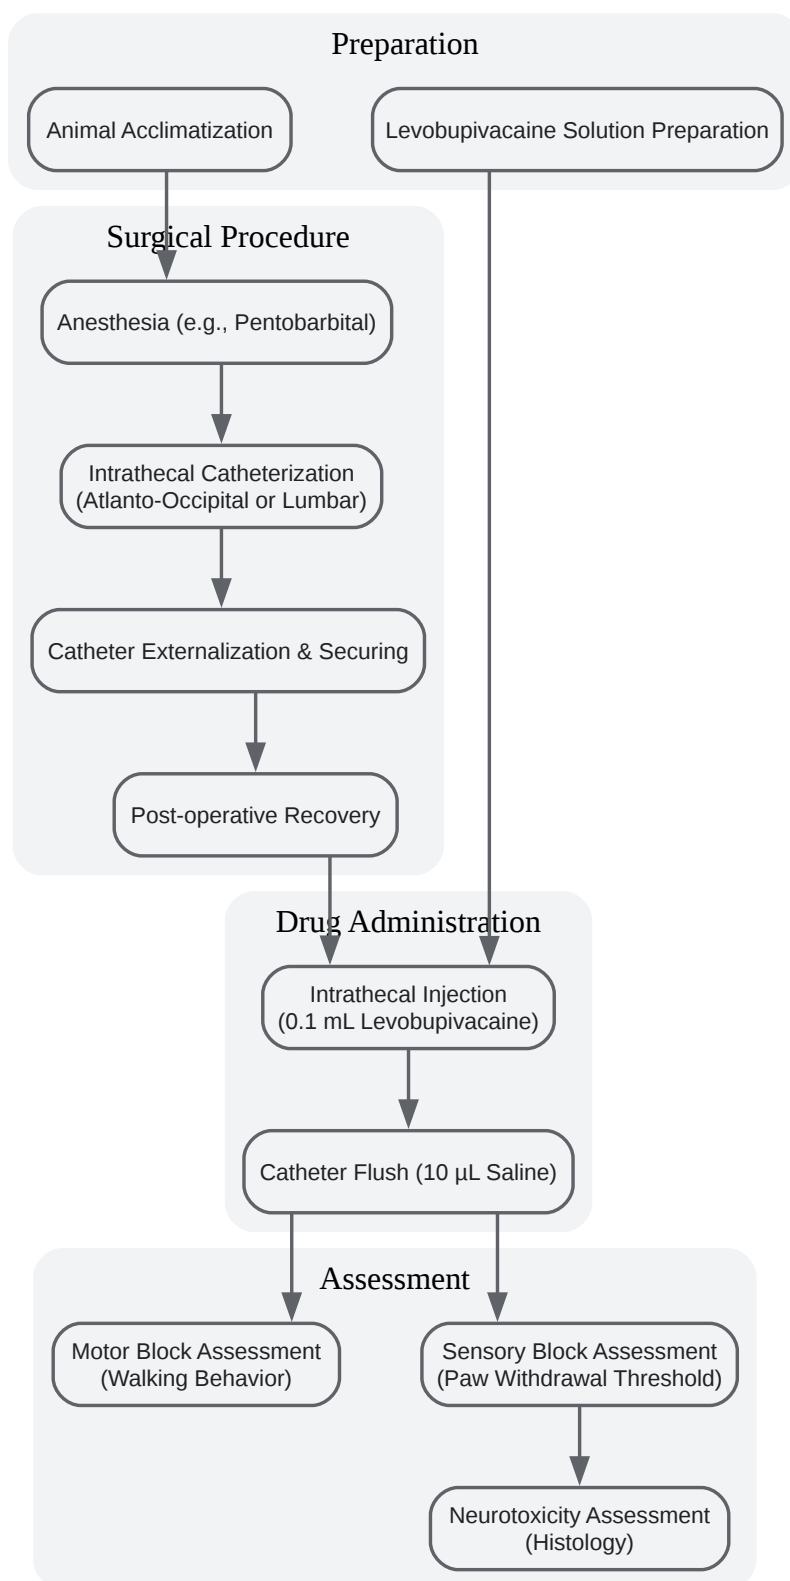 Preparation
Animal Acclimatization
Levobupivacaine Solution Preparation
Surgical Procedure
Anesthesia (e.g., Pentobarbital)
Intrathecal Catheterization
(Atlanto-Occipital or Lumbar)
Catheter Externalization & Securing
Post-operative Recovery
Drug Administration
Intrathecal Injection
(0.1 mL Levobupivacaine)
Catheter Flush (10 µL Saline)
Assessment
Motor Block Assessment
(Walking Behavior)
Sensory Block Assessment
(Paw Withdrawal Threshold)
Neurotoxicity Assessment
(Histology)